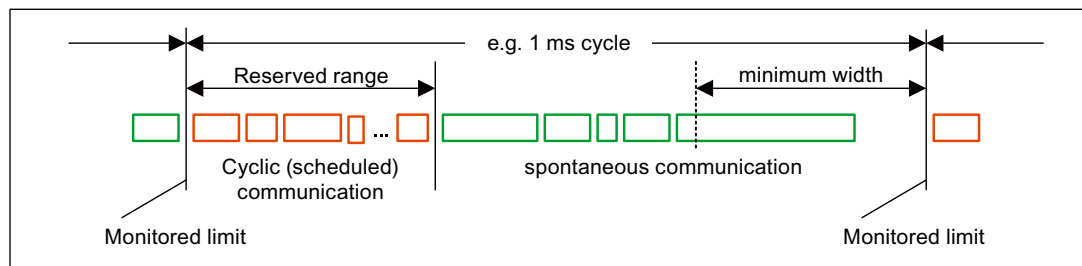 e.g. 1 ms cycle
Reserved range
minimum width
...
Cyclic (scheduled)
communication
spontaneous communication
Monitored limit
Monitored limit